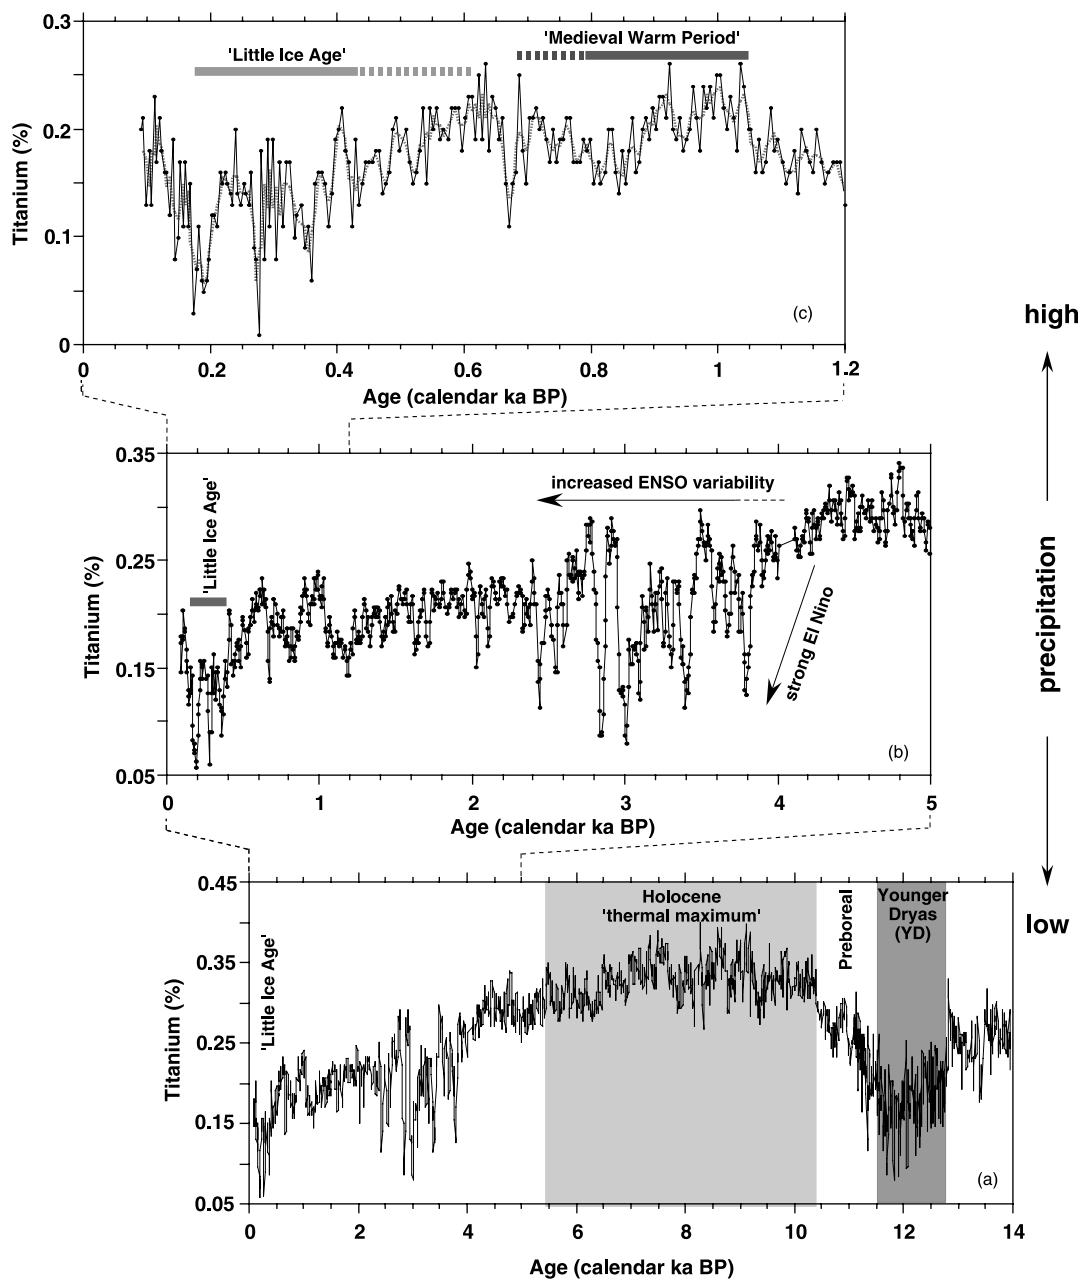 0.3
'Medieval Warm Period'
'Little Ice Age'
0.2
Titanium (%)
0.1
(c)
0
0 0.2 0.4 0.6 0.8 1 1.2
Age (calendar ka BP)
high
precipitation
low
0.35
increased ENSO variability
'Little Ice Age'
0.25
Titanium (%)
strong El Nino
0.15
(b)
0.05
0 1 2 3 4 5
Age (calendar ka BP)
0.45
Holocene
'thermal maximum'
Preboreal
Younger
Dryas
(YD)
0.35
'Little Ice Age'
0.25
Titanium (%)
0.15
(a)
0.05
0 2 4 6 8 10 12 14
Age (calendar ka BP)